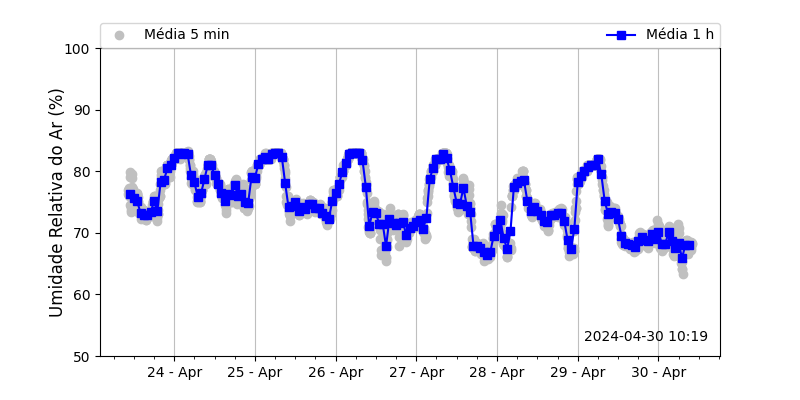 Média 5 min
Média 1 h
100
90
80
70
60
50
Umidade Relativa do Ar (%)
2024-04-30 10:19
24 - Apr
25 - Apr
26 - Apr
27 - Apr
28 - Apr
29 - Apr
30 - Apr